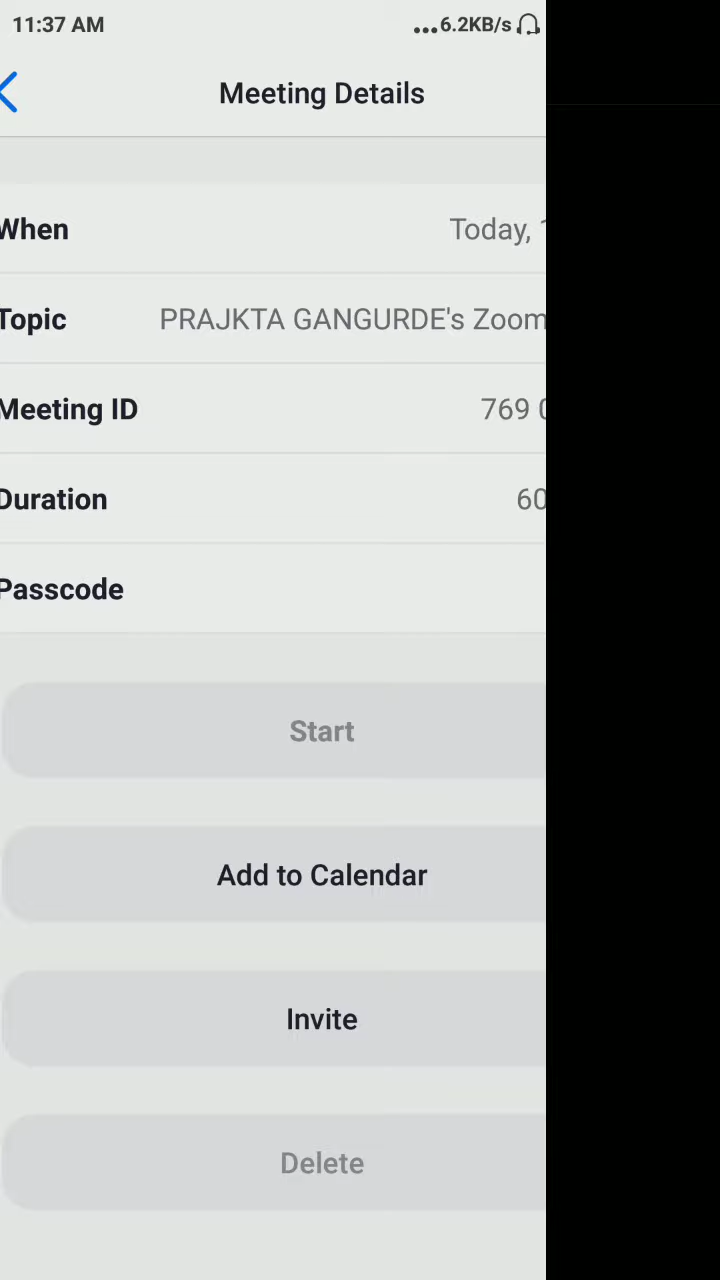 11:37 AM ...6.2KB/s
Meeting Details
When Today,
Topic PRAJKTA GANGURDE's Zoom
Meeting ID 769
Duration 60
Passcode
Start
Add to Calendar
Invite
Delete